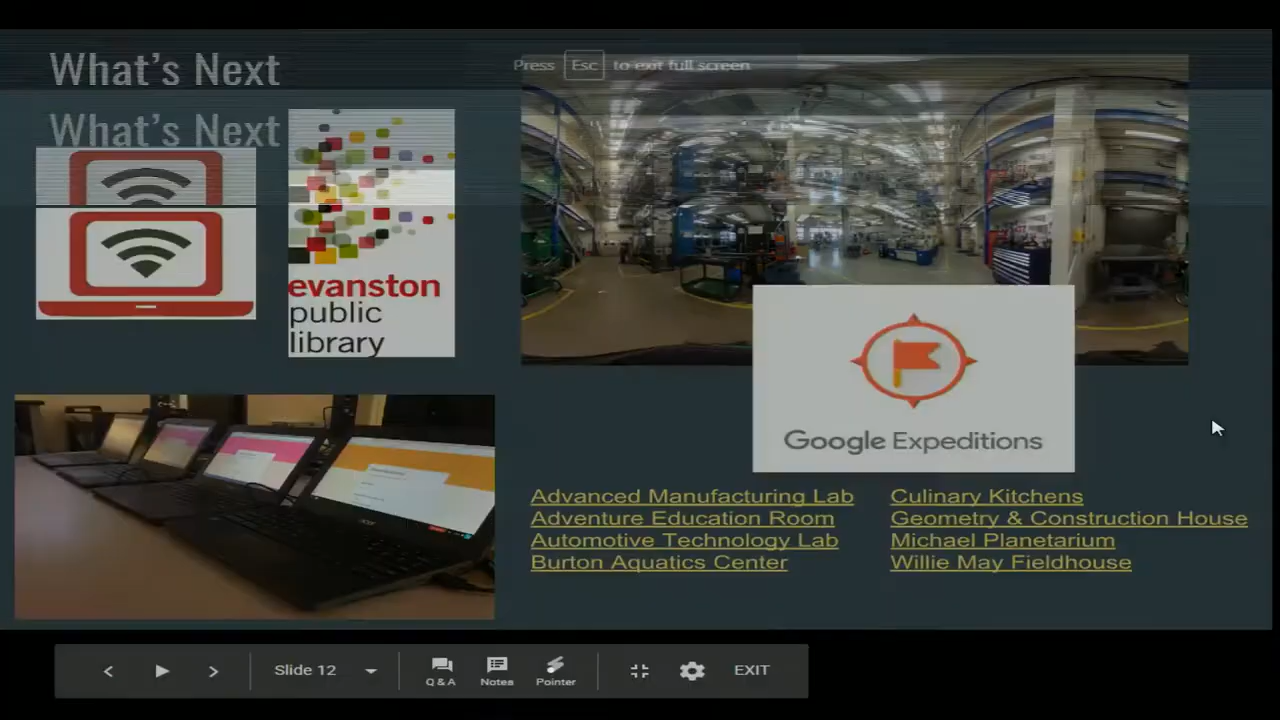 What's Next
Press Esc to exit full screen
What's Next
evanston
public
library
Google Expeditions
Advanced Manufacturing Lab
Adventure Education Room
Automotive Technology Lab
Burton Aquatics Center
Culinary Kitchens
Geometry & Construction House
Michael Planetarium
Willie May Fieldhouse
Slide 12
Q & A
Notes
Pointer
EXIT